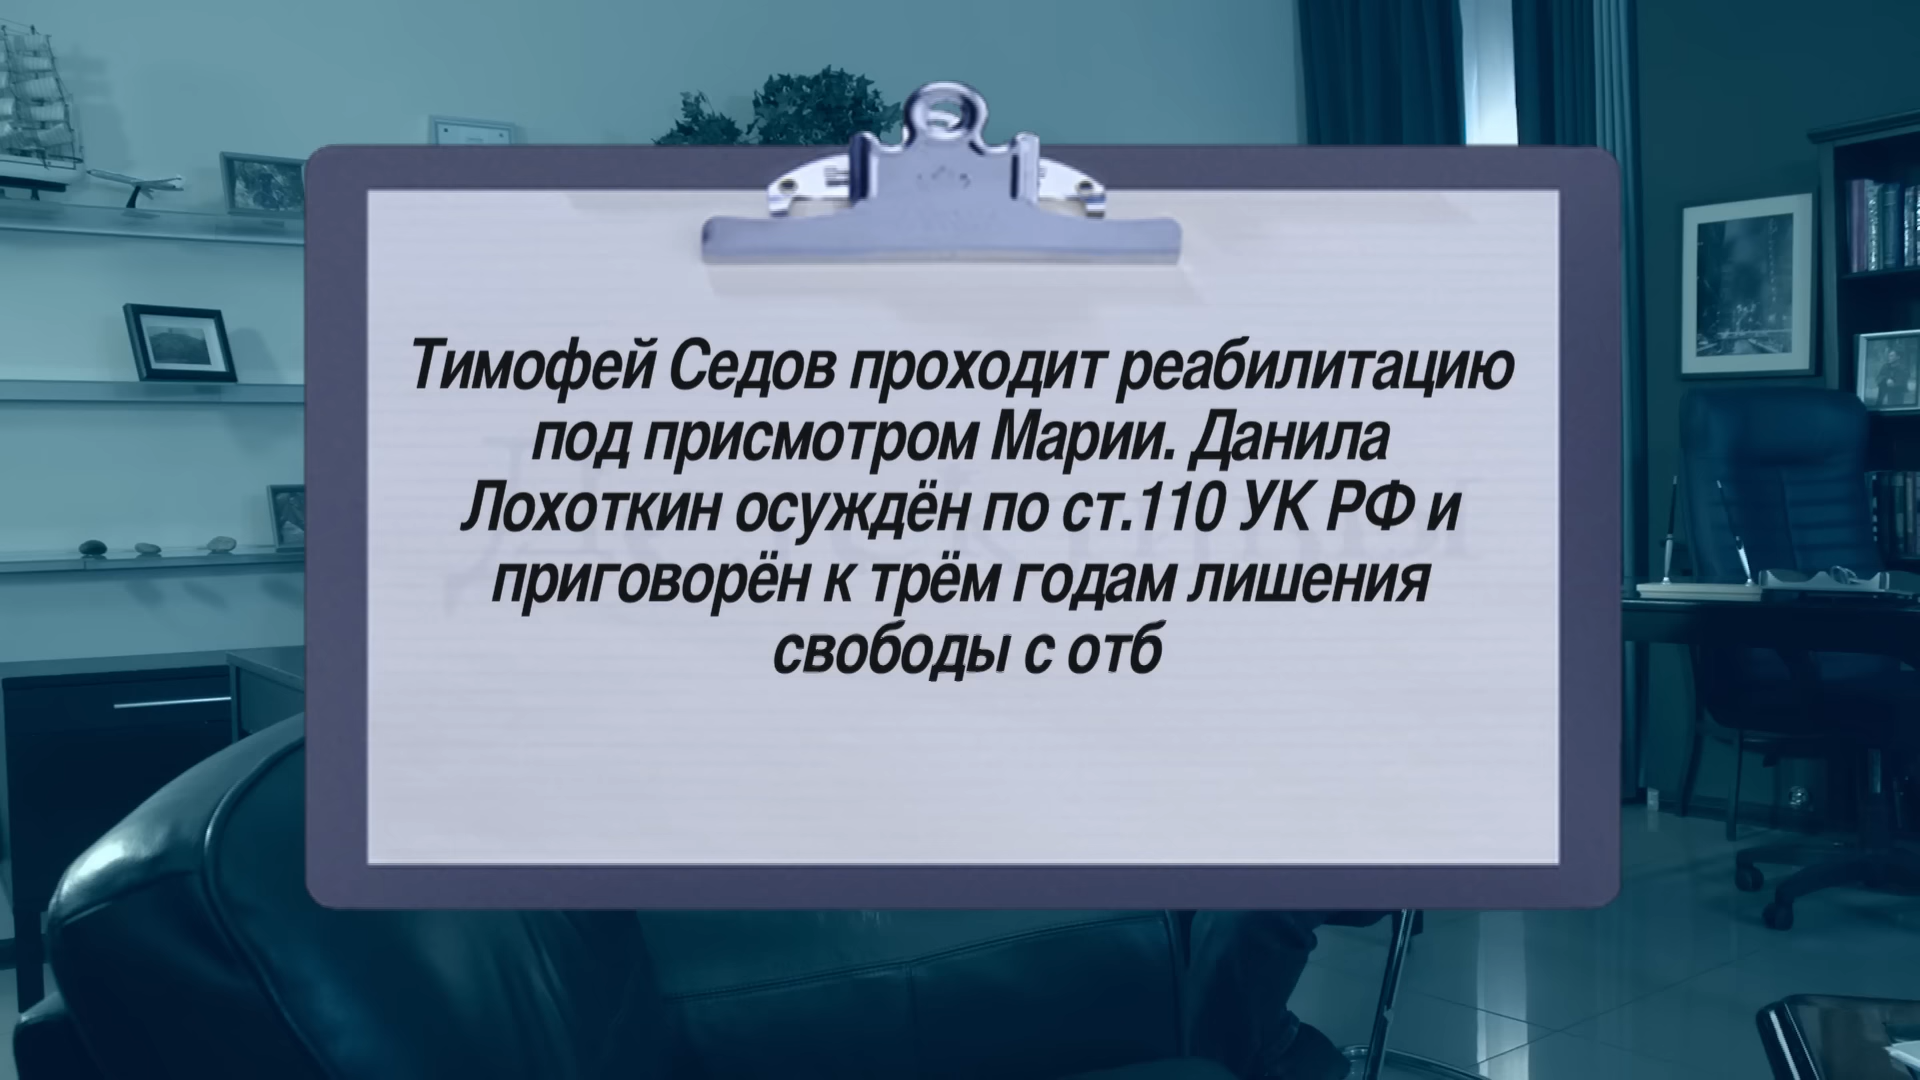 Тимофей Седов проходит реабилитацию
под присмотром Марии. Данила
Лохоткин осуждён по ст.110 УК РФ и
приговорён к трём годам лишения
свободы с отб